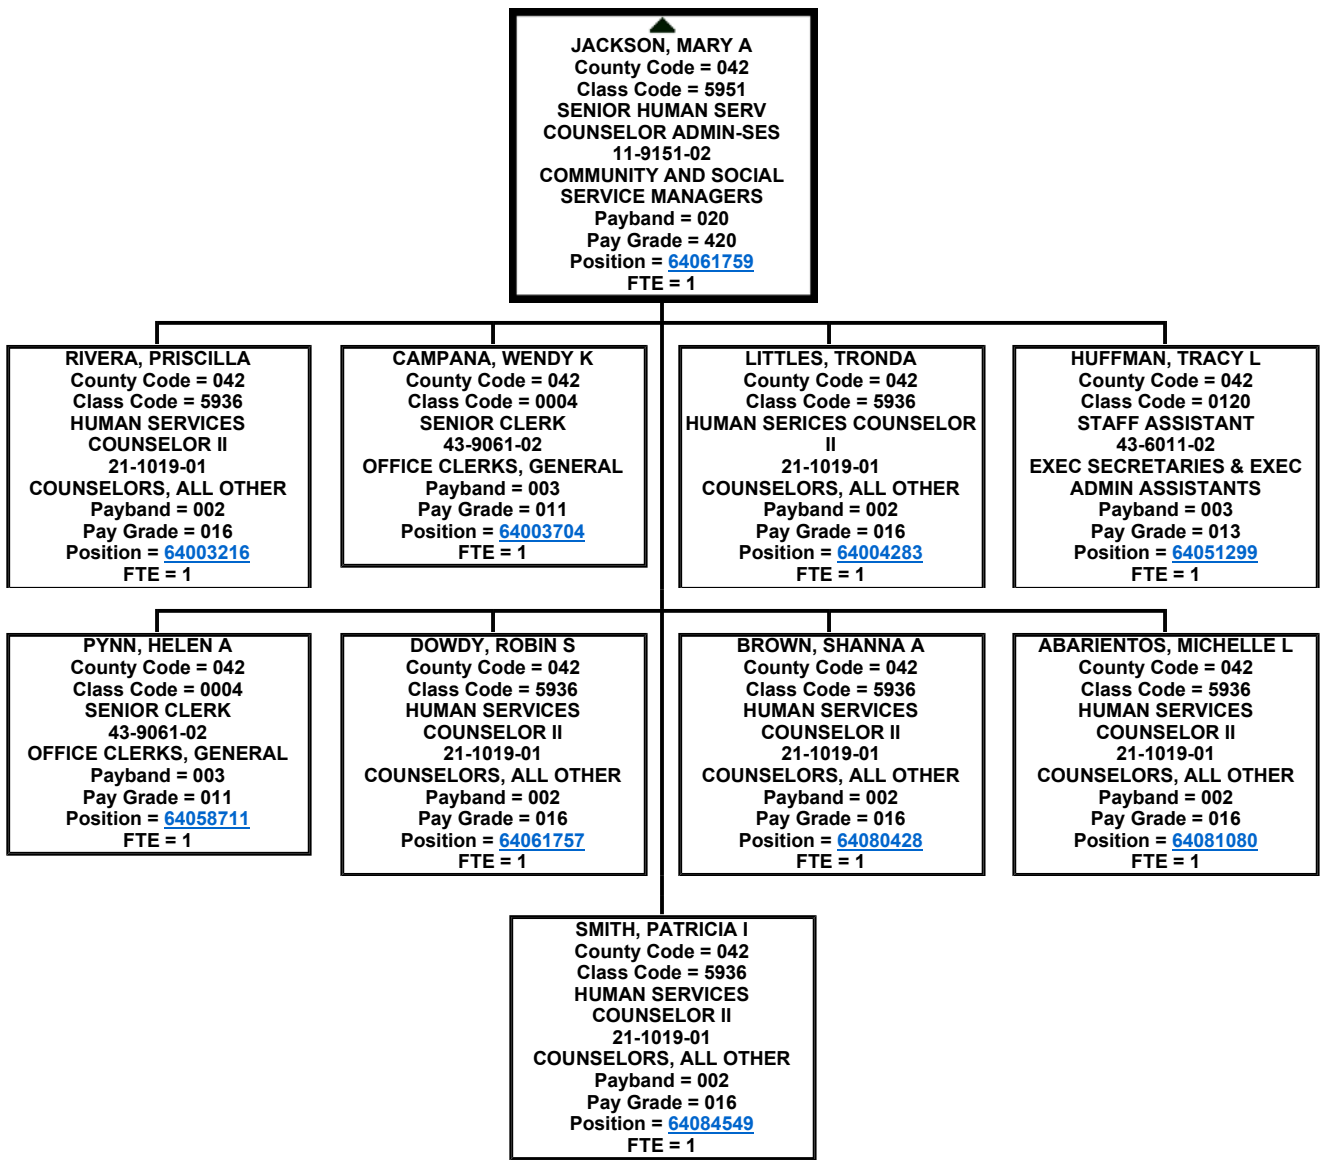 JACKSON, MARY A
County Code = 042
Class Code = 5951
SENIOR HUMAN SERV
COUNSELOR ADMIN-SES
11-9151-02
COMMUNITY AND SOCIAL
SERVICE MANAGERS
Payband = 020
Pay Grade = 420
Position = 64061759
FTE = 1
RIVERA, PRISCILLA
County Code = 042
Class Code = 5936
HUMAN SERVICES
COUNSELOR II
21-1019-01
COUNSELORS, ALL OTHER
Payband = 002
Pay Grade = 016
Position = 64003216
FTE = 1
CAMPANA, WENDY K
County Code = 042
Class Code = 0004
SENIOR CLERK
43-9061-02
OFFICE CLERKS, GENERAL
Payband = 003
Pay Grade = 011
Position = 64003704
FTE = 1
LITTLES, TRONDA
County Code = 042
Class Code = 5936
HUMAN SERICES COUNSELOR
II
21-1019-01
COUNSELORS, ALL OTHER
Payband = 002
Pay Grade = 016
Position = 64004283
FTE = 1
HUFFMAN, TRACY L
County Code = 042
Class Code = 0120
STAFF ASSISTANT
43-6011-02
EXEC SECRETARIES & EXEC
ADMIN ASSISTANTS
Payband = 003
Pay Grade = 013
Position = 64051299
FTE = 1
PYNN, HELEN A
County Code = 042
Class Code = 0004
SENIOR CLERK
43-9061-02
OFFICE CLERKS, GENERAL
Payband = 003
Pay Grade = 011
Position = 64058711
FTE = 1
DOWDY, ROBIN S
County Code = 042
Class Code = 5936
HUMAN SERVICES
COUNSELOR II
21-1019-01
COUNSELORS, ALL OTHER
Payband = 002
Pay Grade = 016
Position = 64061757
FTE = 1
BROWN, SHANNA A
County Code = 042
Class Code = 5936
HUMAN SERVICES
COUNSELOR II
21-1019-01
COUNSELORS, ALL OTHER
Payband = 002
Pay Grade = 016
Position = 64080428
FTE = 1
ABARIENTOS, MICHELLE L
County Code = 042
Class Code = 5936
HUMAN SERVICES
COUNSELOR II
21-1019-01
COUNSELORS, ALL OTHER
Payband = 002
Pay Grade = 016
Position = 64081080
FTE = 1
SMITH, PATRICIA I
County Code = 042
Class Code = 5936
HUMAN SERVICES
COUNSELOR II
21-1019-01
COUNSELORS, ALL OTHER
Payband = 002
Pay Grade = 016
Position = 64084549
FTE = 1